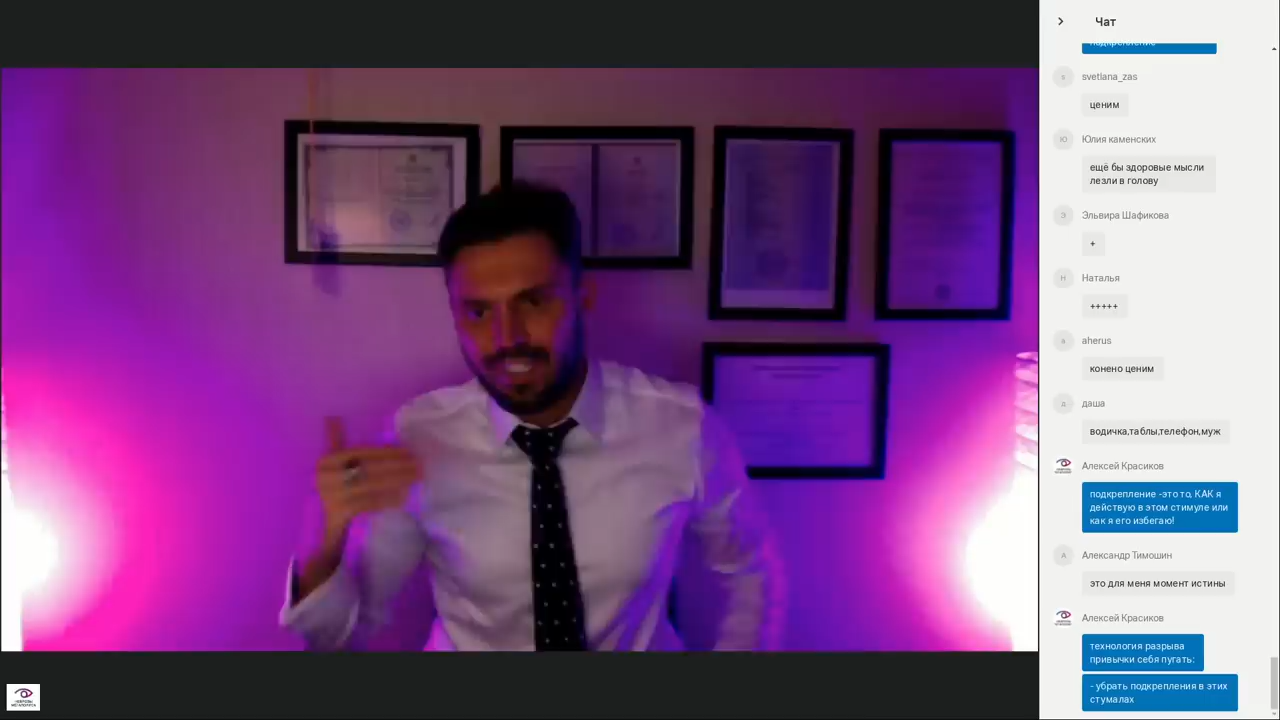 Чат
подкрепление
svetlana_zas
ценим
Юлия каменских
ещё бы здоровые мысли
лезли в голову
Эльвира Шафикова
+
Наталья
+++++
aherus
конено ценим
даша
водичка,таблы,телефон,муж
Алексей Красиков
подкрепление -это то, КАК я
действую в этом стимуле или
как я его избегаю!
Александр Тимошин
это для меня момент истины
Алексей Красиков
технология разрыва
привычки себя пугать:
- убрать подкрепления в этих
стумалах